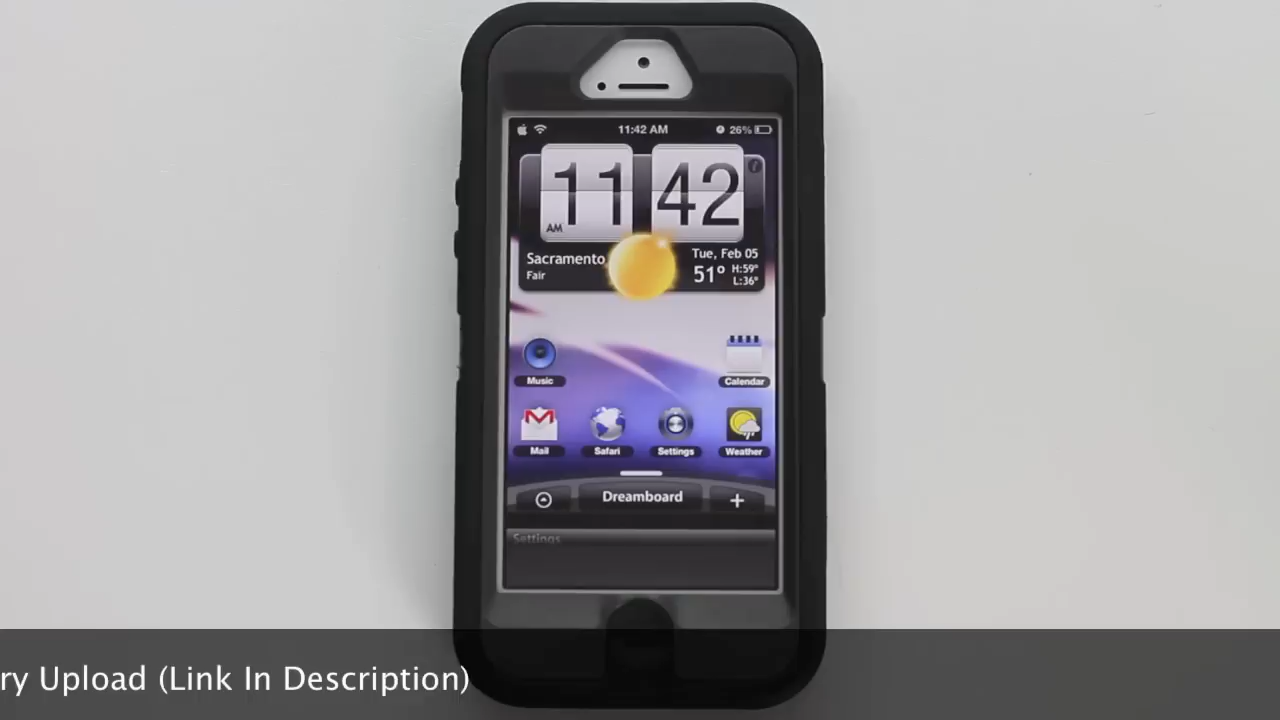 11:42 AM
26%
11 42
AM
Sacramento
Fair
Tue, Feb 05
51°
H:59°
L:36°
Music
Calendar
Mail
Safari
Settings
Weather
Dreamboard
Settings
ry Upload (Link In Description)